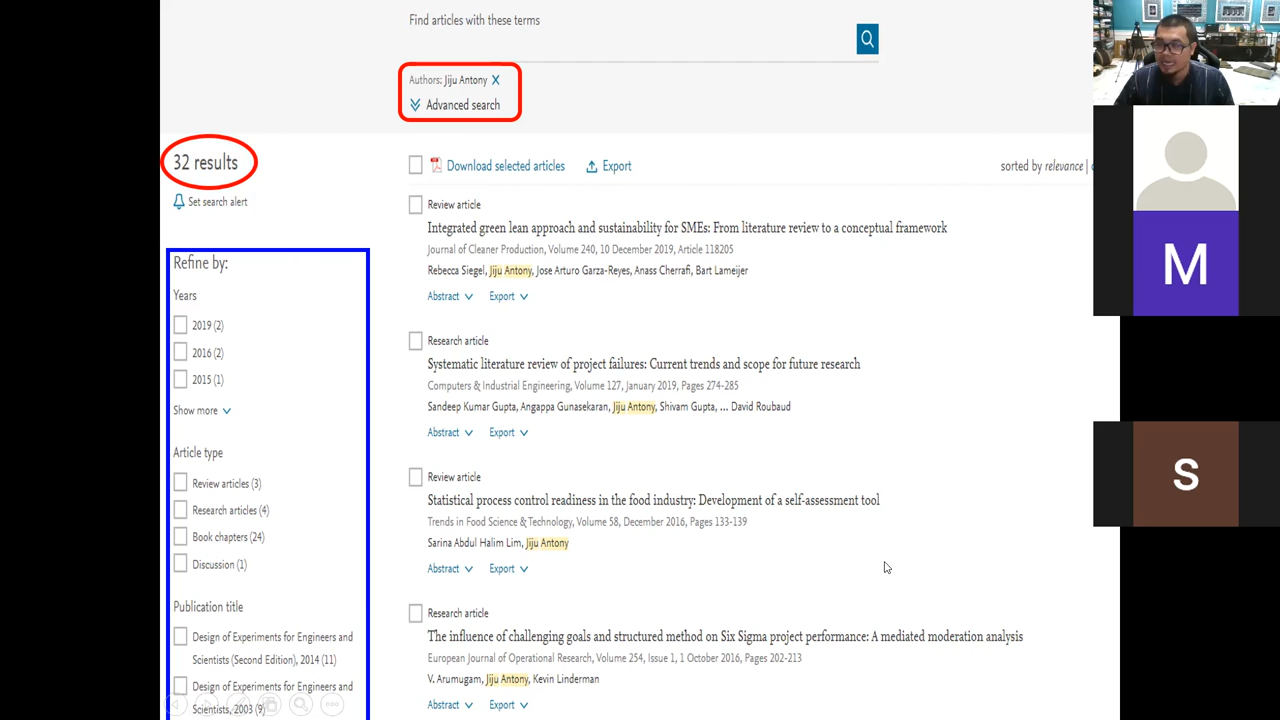 Find articles with these terms
Authors: Jiju Antony
Advanced search
32 results
Set search alert
Download selected articles
Export
sorted by relevance |
Refine by:
Years
2019 (2)
2016 (2)
2015 (1)
Show more
Article type
Review articles (3)
Research articles (4)
Book chapters (24)
Discussion (1)
Publication title
Design of Experiments for Engineers and
Scientists (Second Edition), 2014 (11)
Design of Experiments for Engineers and
Scientists, 2003 (9)
Review article
Integrated green lean approach and sustainability for SMEs: From literature review to a conceptual framework
Journal of Cleaner Production, Volume 240, 10 December 2019, Article 118205
Rebecca Siegel, Jiju Antony, Jose Arturo Garza-Reyes, Anass Cherrafi, Bart Lameijer
Abstract Export
Research article
Systematic literature review of project failures: Current trends and scope for future research
Computers & Industrial Engineering, Volume 127, January 2019, Pages 274-285
Sandeep Kumar Gupta, Angappa Gunasekaran, Jiju Antony, Shivam Gupta, ... David Roubaud
Abstract Export
Review article
Statistical process control readiness in the food industry: Development of a self-assessment tool
Trends in Food Science & Technology, Volume 58, December 2016, Pages 133-139
Sarina Abdul Halim Lim, Jiju Antony
Abstract Export
Research article
The influence of challenging goals and structured method on Six Sigma project performance: A mediated moderation analysis
European Journal of Operational Research, Volume 254, Issue 1, 1 October 2016, Pages 202-213
V. Arumugam, Jiju Antony, Kevin Linderman
Abstract Export
M
S